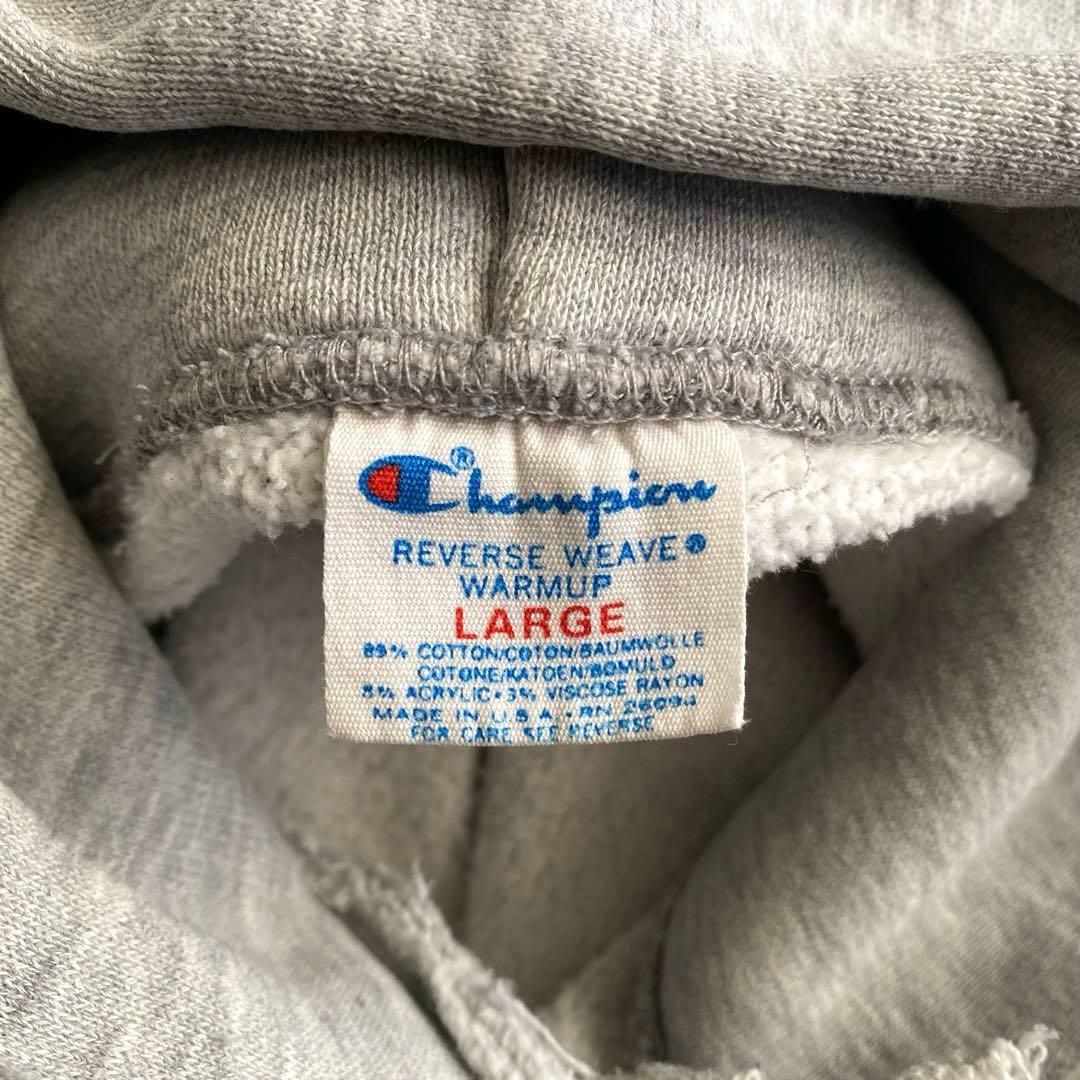 Champion®
REVERSE WEAVE®
WARMUP
LARGE
89% COTTON/COTON/BAUMWOLLE
COTONE/KATOEN/BOMULD
8% ACRYLIC•3% VISCOSE RAYON
MADE IN U.S.A.•RN 26094
FOR CARE SEE REVERSE